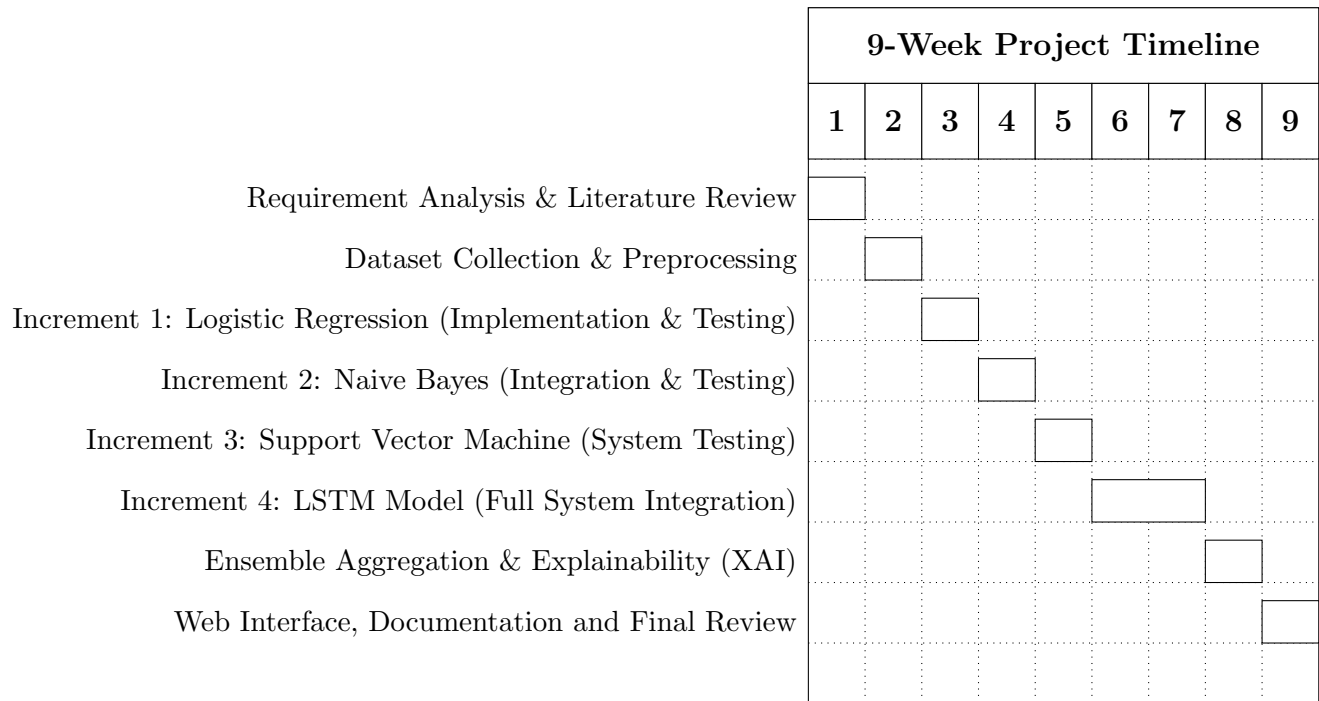 9-Week Project Timeline
1 2 3 4 5 6 7 8 9
Requirement Analysis & Literature Review
Dataset Collection & Preprocessing
Increment 1: Logistic Regression (Implementation & Testing)
Increment 2: Naive Bayes (Integration & Testing)
Increment 3: Support Vector Machine (System Testing)
Increment 4: LSTM Model (Full System Integration)
Ensemble Aggregation & Explainability (XAI)
Web Interface, Documentation and Final Review